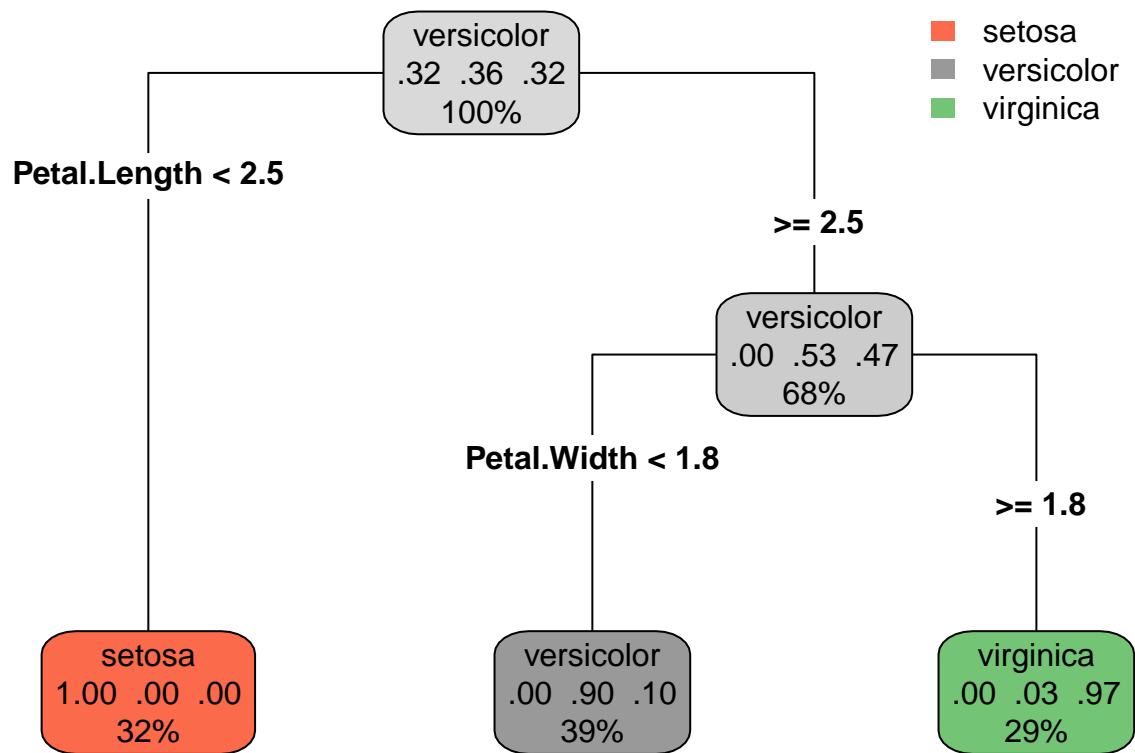 versicolor
.32 .36 .32
100%
setosa
versicolor
virginica
Petal.Length < 2.5
>= 2.5
versicolor
.00 .53 .47
68%
Petal.Width < 1.8
>= 1.8
setosa
1.00 .00 .00
32%
versicolor
.00 .90 .10
39%
virginica
.00 .03 .97
29%